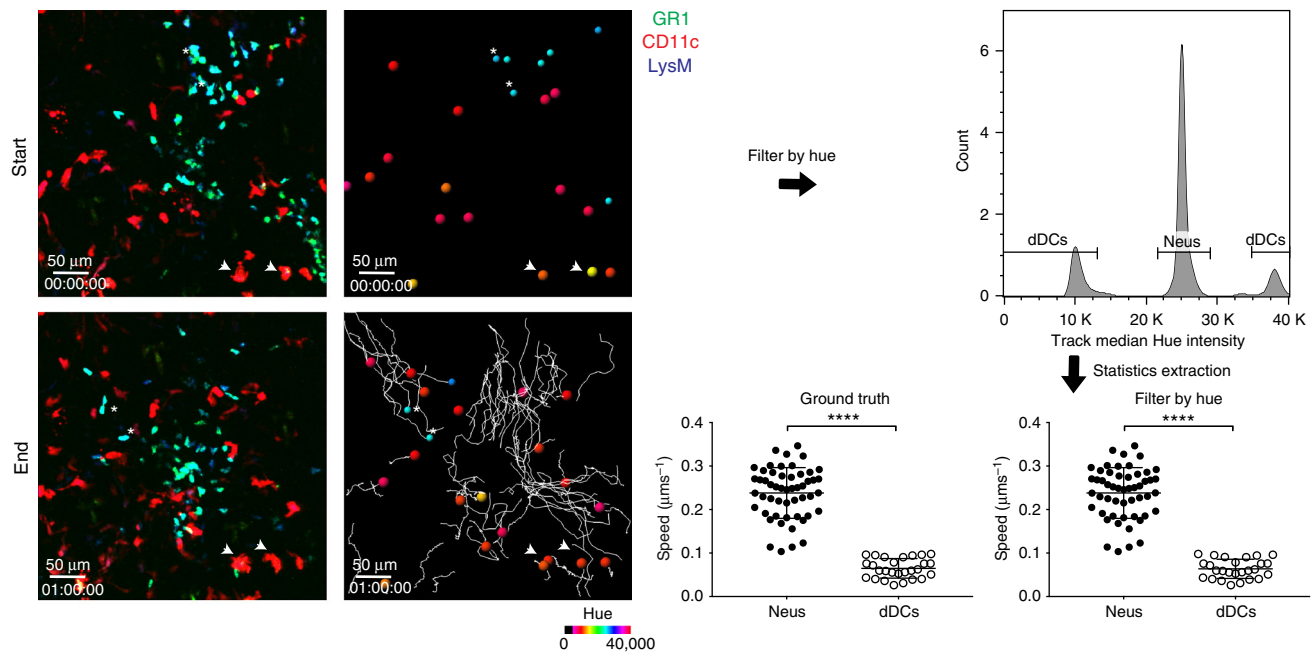 GR1
CD11c
LysM
Start
*
*
50 μm
00:00:00
*
*
50 μm
00:00:00
Filter by hue
Count
6
4
2
0
dDCs
Neus
dDCs
0
10 K
20 K
30 K
40 K
Track median Hue intensity
Statistics extraction
End
*
*
50 μm
01:00:00
*
*
50 μm
01:00:00
Hue
0
40,000
Ground truth
****
Speed (μms⁻¹)
0.4
0.3
0.2
0.1
0.0
Neus
dDCs
Filter by hue
****
Speed (μms⁻¹)
0.4
0.3
0.2
0.1
0.0
Neus
dDCs